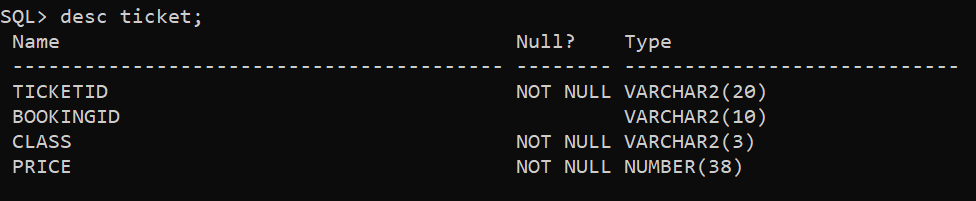 SQL> desc ticket;
Name Null? Type
----------------------------------------- -------- ----------------------------
TICKETID NOT NULL VARCHAR2(20)
BOOKINGID VARCHAR2(10)
CLASS NOT NULL VARCHAR2(3)
PRICE NOT NULL NUMBER(38)